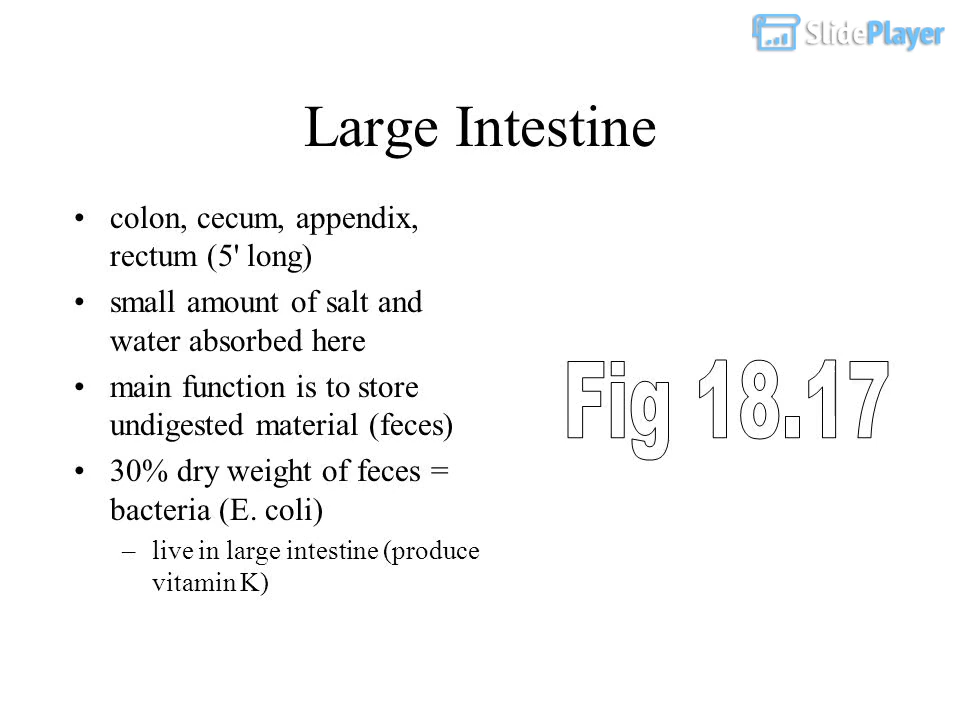 SlidePlayer
Large Intestine
• colon, cecum, appendix,
rectum (5' long)
• small amount of salt and
water absorbed here
• main function is to store
undigested material (feces)
• 30% dry weight of feces =
bacteria (E. coli)
– live in large intestine (produce
vitamin K)
Fig 18.17